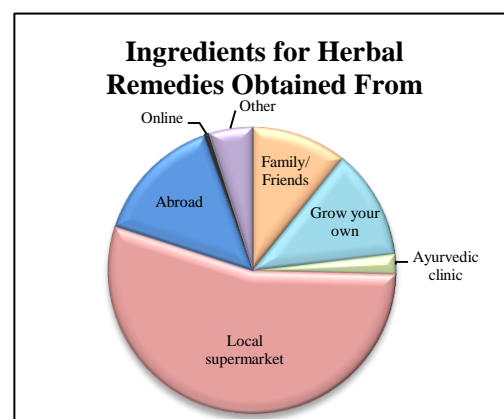 Ingredients for Herbal
Remedies Obtained From
Online
Other
Family/
Friends
Abroad
Grow your
own
Ayurvedic
clinic
Local
supermarket